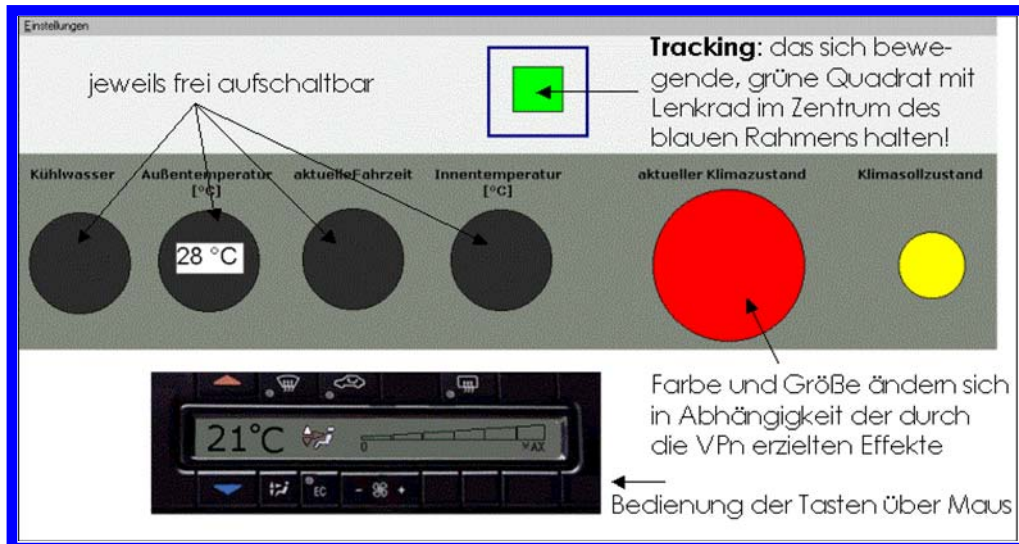 Einstellungen
jeweils frei aufschaltbar
Tracking: das sich bewe-
gende, grüne Quadrat mit
Lenkrad im Zentrum des
blauen Rahmens halten!
Kühlwasser
Außentemperatur
[°C]
aktuelleFahrzeit
Innentemperatur
[°C]
aktueller Klimazustand
Klimasollzustand
28 °C
Farbe und Größe ändern sich
in Abhängigkeit der durch
die VPn erzielten Effekte
21°C
0
MAX
EC
- +
Bedienung der Tasten über Maus